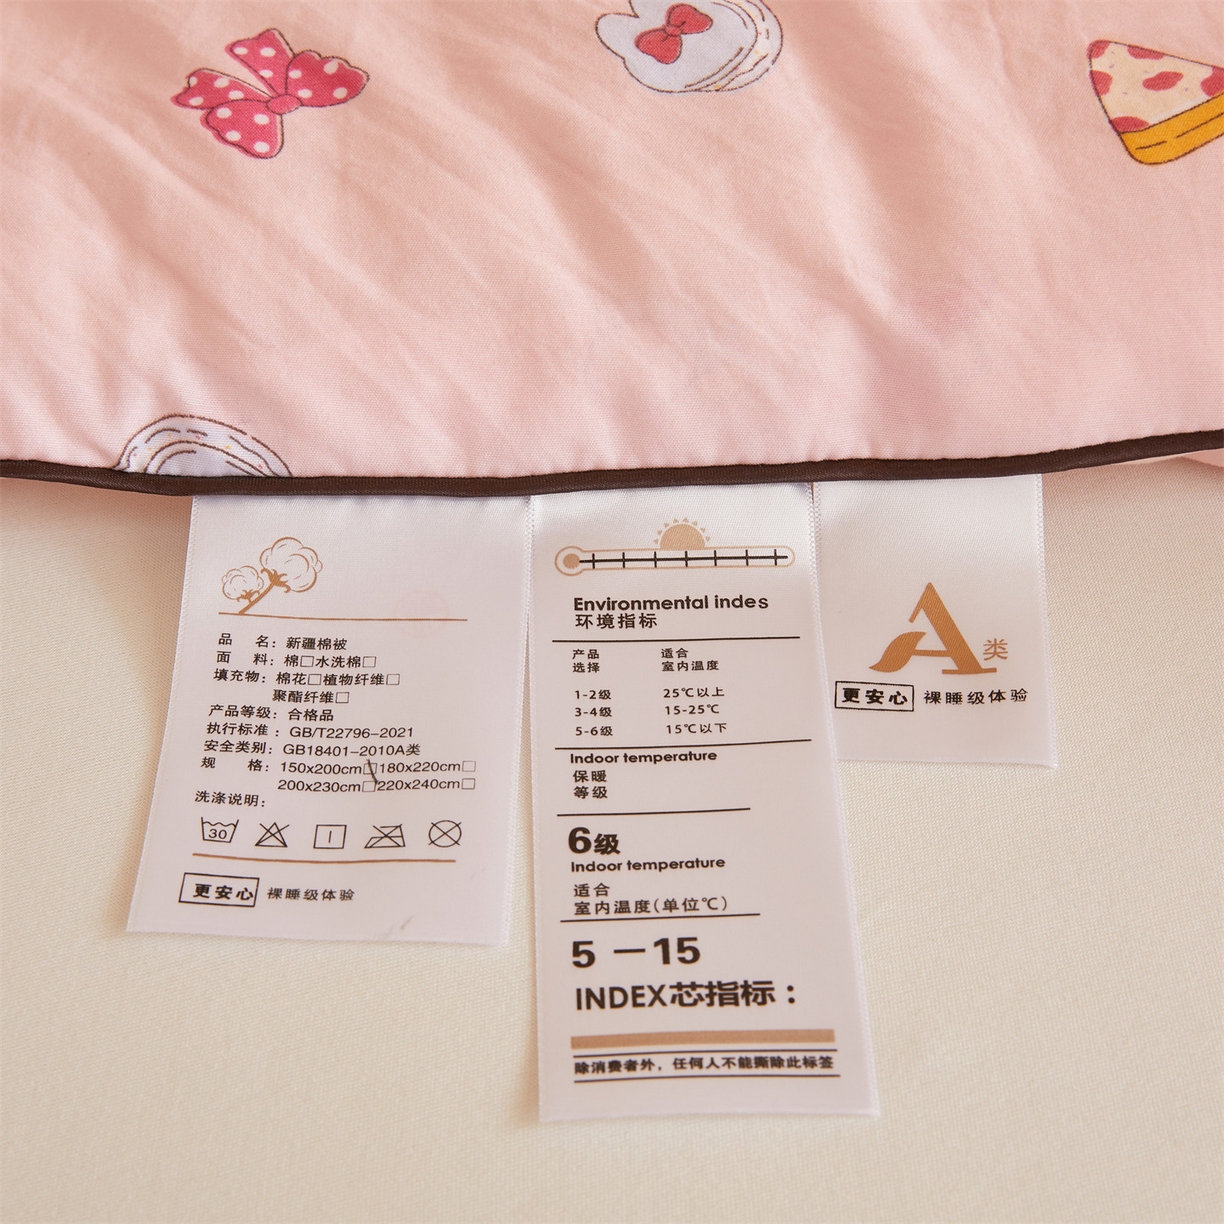 品 名：新疆棉被
面 料：棉□水洗棉□
填充物：棉花□植物纤维□
聚酯纤维□
产品等级：合格品
执行标准：GB/T22796-2021
安全类别：GB18401-2010A类
规 格：150x200cm□180x220cm□
200x230cm□220x240cm□
洗涤说明：
30
更安心 裸睡级体验
Environmental indes
环境指标
产品 适合
选择 室内温度
1-2级 25℃以上
3-4级 15-25℃
5-6级 15℃以下
Indoor temperature
保暖
等级
6级
Indoor temperature
适合
室内温度(单位℃)
5 — 15
INDEX芯指标：
除消费者外，任何人不能撕除此标签
A类
更安心 裸睡级体验